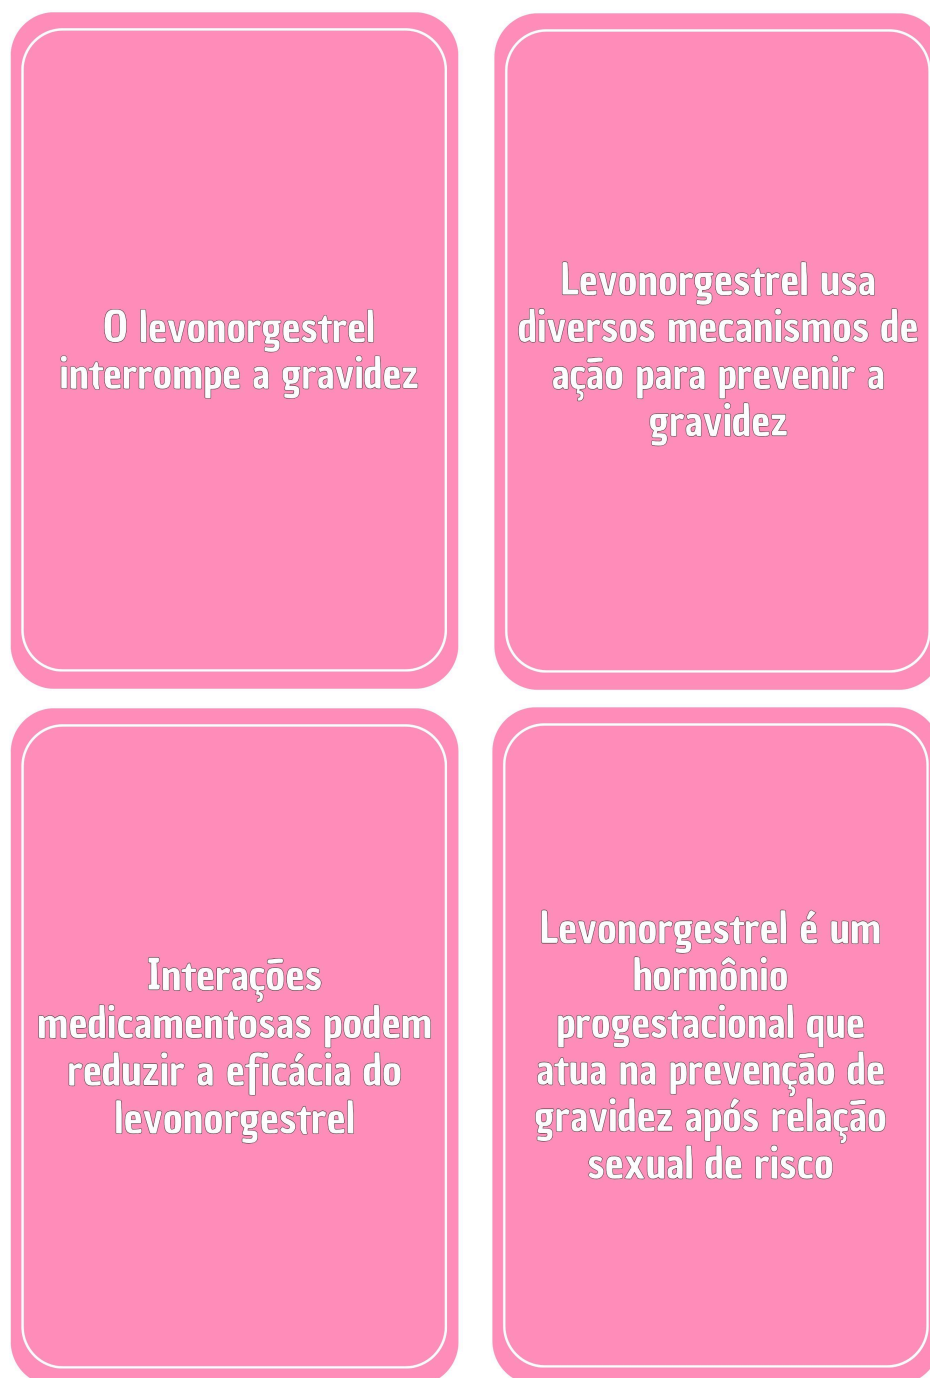 O levonorgestrel
interrompe a gravidez
Levonorgestrel usa
diversos mecanismos de
ação para prevenir a
gravidez
Interações
medicamentosas podem
reduzir a eficácia do
levonorgestrel
Levonorgestrel é um
hormônio
progestacional que
atua na prevenção de
gravidez após relação
sexual de risco